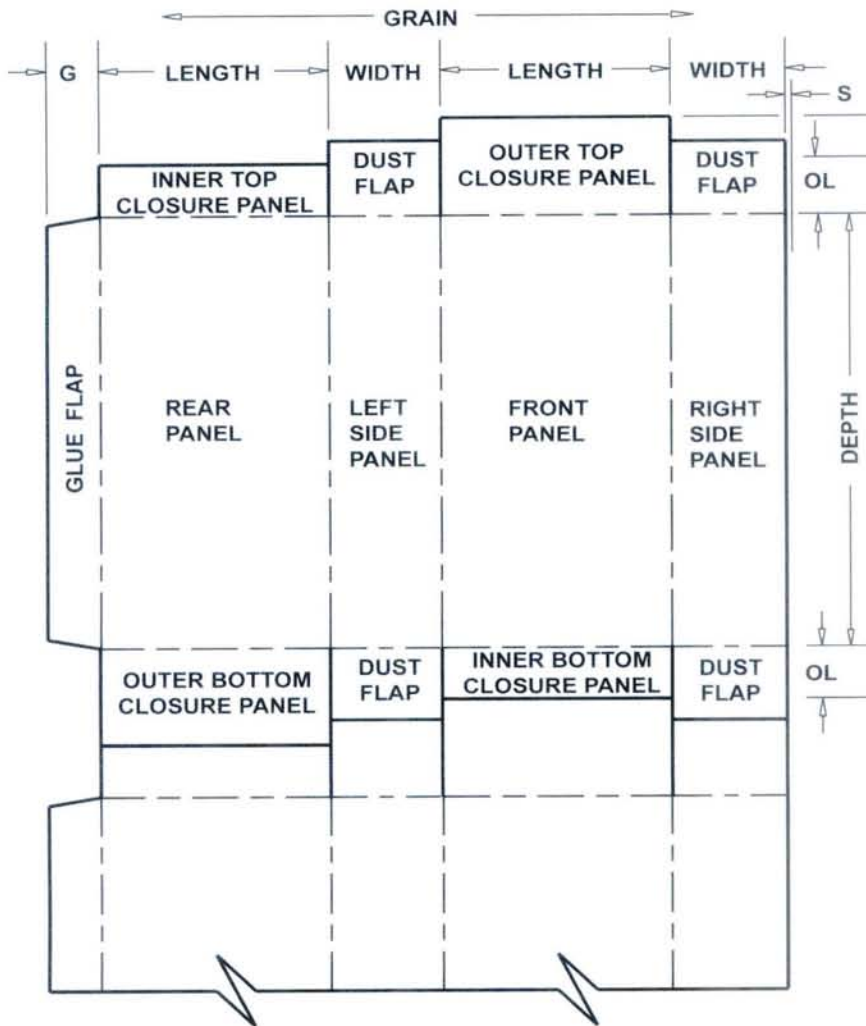 GRAIN
G
LENGTH
WIDTH
LENGTH
WIDTH
S
INNER TOP
CLOSURE PANEL
DUST
FLAP
OUTER TOP
CLOSURE PANEL
DUST
FLAP
OL
GLUE FLAP
REAR
PANEL
LEFT
SIDE
PANEL
FRONT
PANEL
RIGHT
SIDE
PANEL
DEPTH
OUTER BOTTOM
CLOSURE PANEL
DUST
FLAP
INNER BOTTOM
CLOSURE PANEL
DUST
FLAP
OL